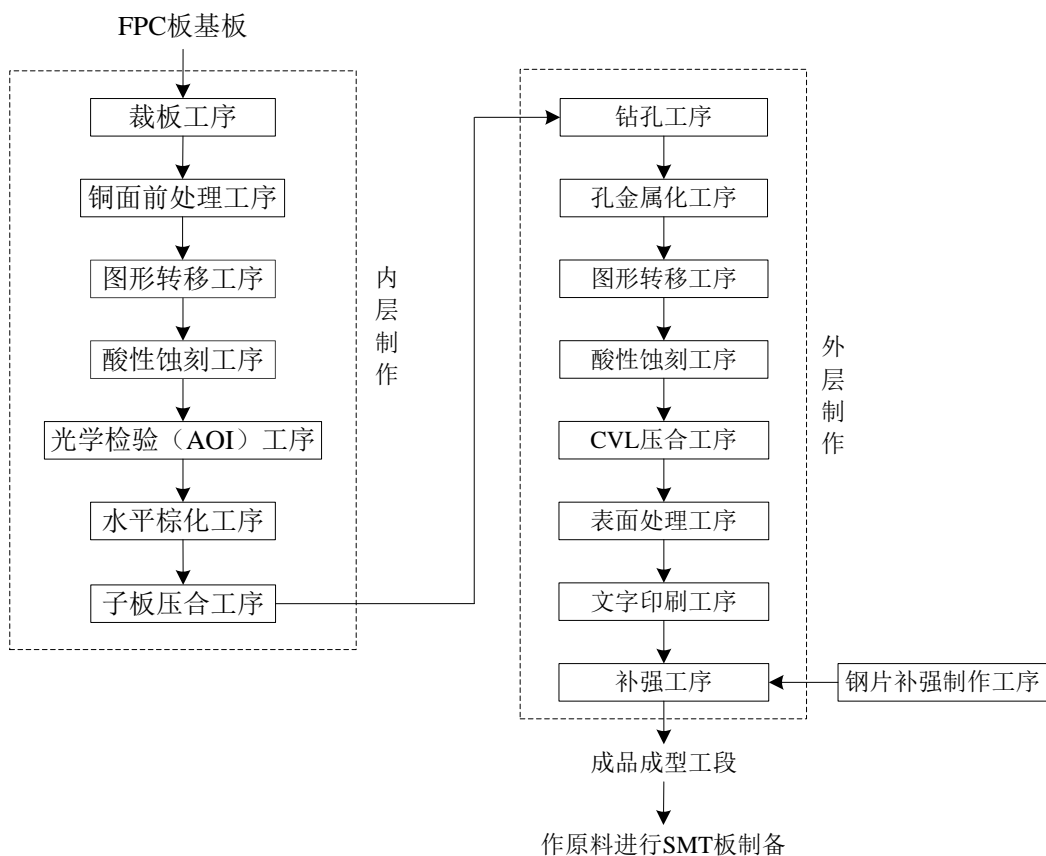 FPC板基板
裁板工序
铜面前处理工序
图形转移工序
酸性蚀刻工序
光学检验（AOI）工序
水平棕化工序
子板压合工序
内层制作
钻孔工序
孔金属化工序
图形转移工序
酸性蚀刻工序
CVL压合工序
表面处理工序
文字印刷工序
补强工序
外层制作
钢片补强制作工序
成品成型工段
作原料进行SMT板制备